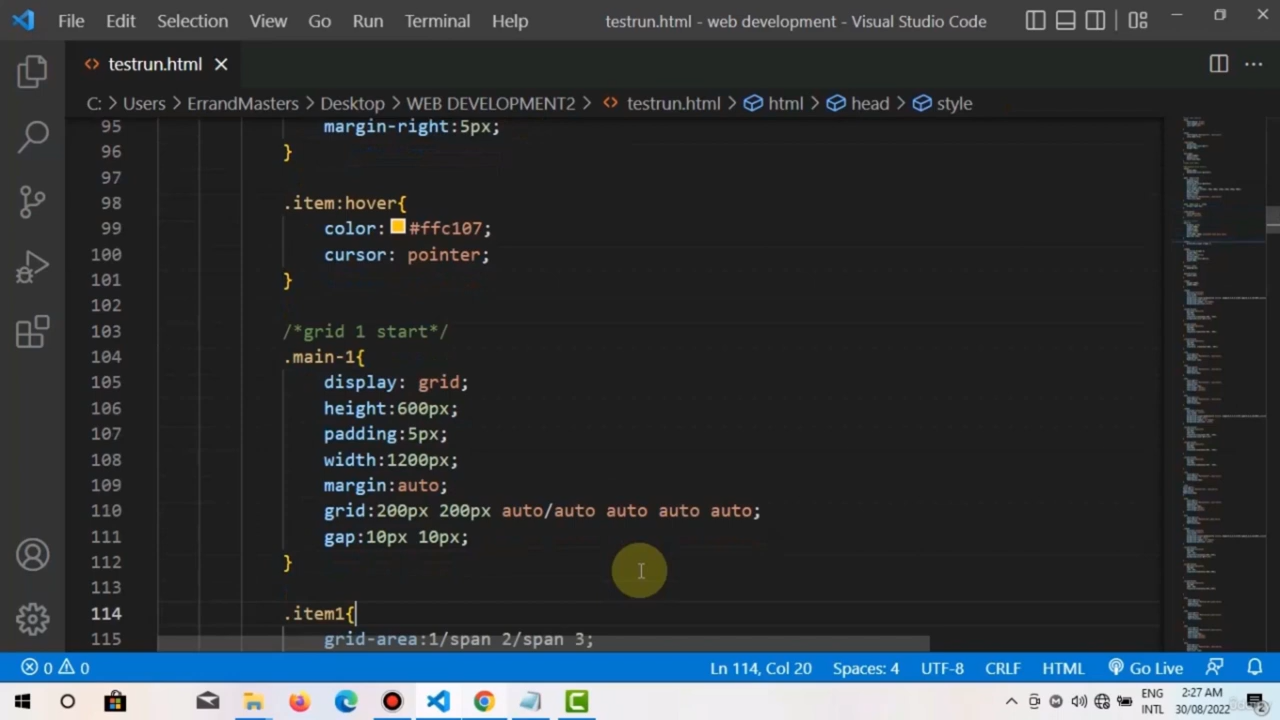 File Edit Selection View Go Run Terminal Help testrun.html - web development - Visual Studio Code
testrun.html
C: > Users > ErrandMasters > Desktop > WEB DEVELOPMENT2 > testrun.html > html > head > style
95 margin-right:5px;
96 }
97
98 .item:hover{
99 color: #ffc107;
100 cursor: pointer;
101 }
102
103 /*grid 1 start*/
104 .main-1{
105 display: grid;
106 height:600px;
107 padding:5px;
108 width:1200px;
109 margin:auto;
110 grid:200px 200px auto/auto auto auto auto;
111 gap:10px 10px;
112 }
113
114 .item1{
115 grid-area:1/span 2/span 3;
0 0 Ln 114, Col 20 Spaces: 4 UTF-8 CRLF HTML Go Live
ENG 2:27 AM
INTL 30/08/2022 2